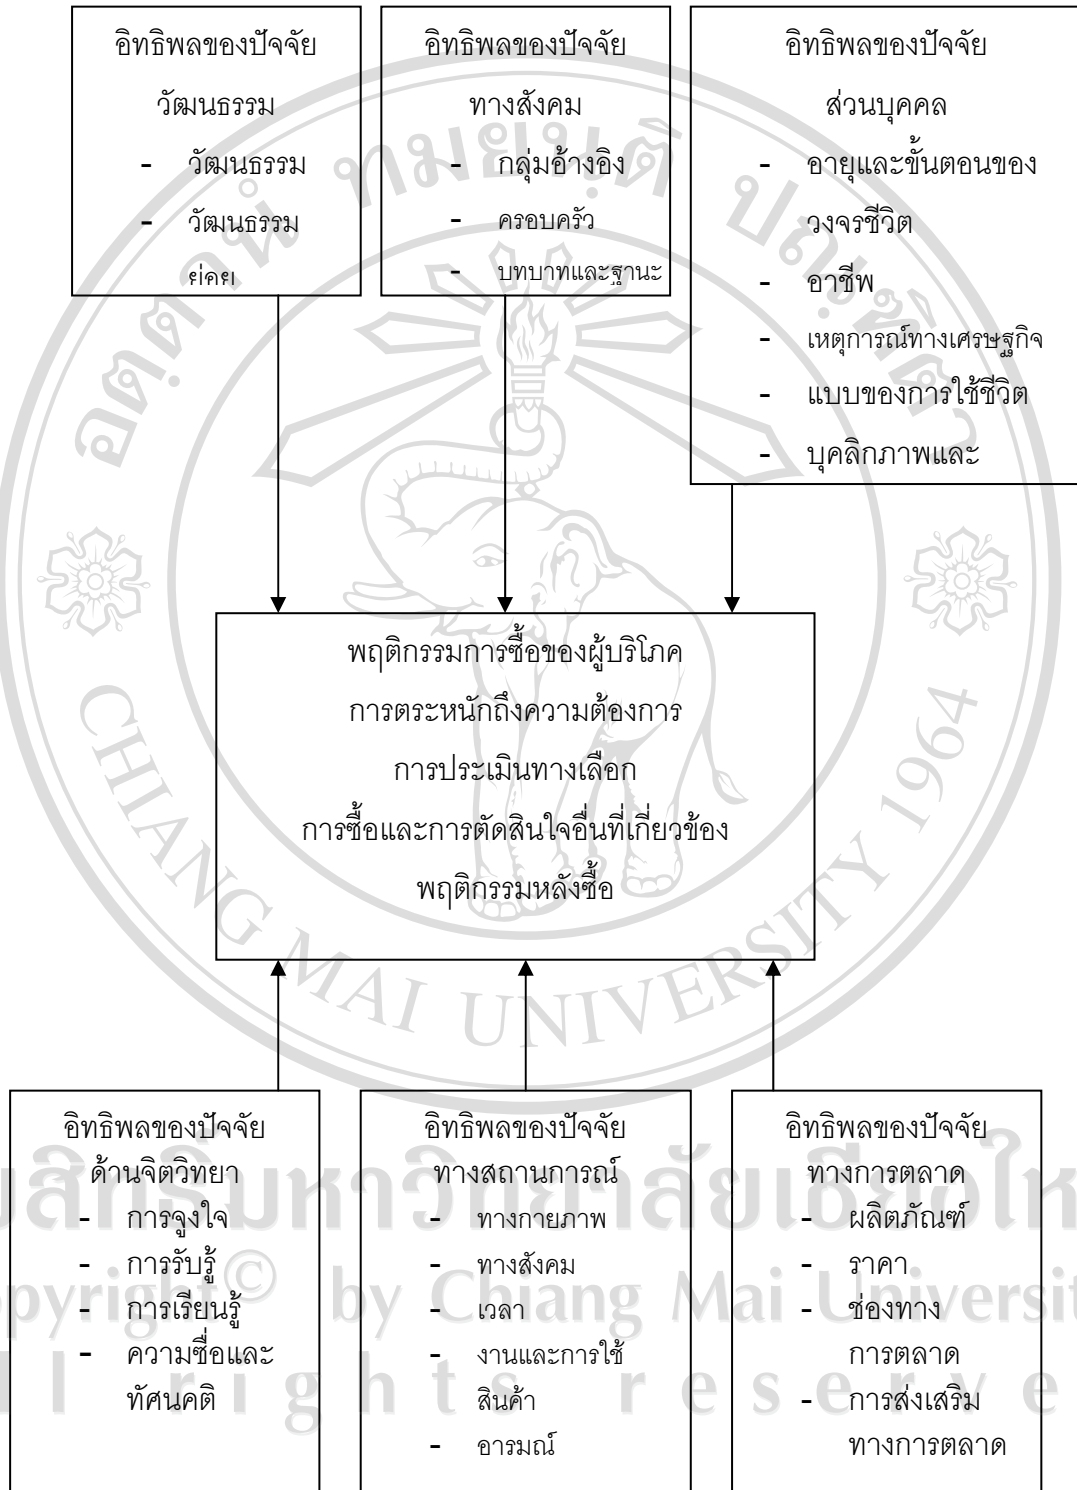 อิทธิพลของปัจจัย
วัฒนธรรม
- วัฒนธรรม
- วัฒนธรรม
ย่อย
อิทธิพลของปัจจัย
ทางสังคม
- กลุ่มอ้างอิง
- ครอบครัว
- บทบาทและฐานะ
อิทธิพลของปัจจัย
ส่วนบุคคล
- อายุและขั้นตอนของ
วงจรชีวิต
- อาชีพ
- เหตุการณ์ทางเศรษฐกิจ
- แบบของการใช้ชีวิต
- บุคลิกภาพและ
พฤติกรรมการซื้อของผู้บริโภค
การตระหนักถึงความต้องการ
การประเมินทางเลือก
การซื้อและการตัดสินใจอื่นที่เกี่ยวข้อง
พฤติกรรมหลังซื้อ
อิทธิพลของปัจจัย
ด้านจิตวิทยา
- การจูงใจ
- การรับรู้
- การเรียนรู้
- ความซื่อและ
ทัศนคติ
อิทธิพลของปัจจัย
ทางสถานการณ์
- ทางกายภาพ
- ทางสังคม
- เวลา
- งานและการใช้
สินค้า
- อารมณ์
อิทธิพลของปัจจัย
ทางการตลาด
- ผลิตภัณฑ์
- ราคา
- ช่องทาง
การตลาด
- การส่งเสริม
ทางการตลาด
อตฺตานํ ทมยนฺติ ปณฺฑิตา
CHIANG MAI UNIVERSITY 1964
by Chiang Mai
rights